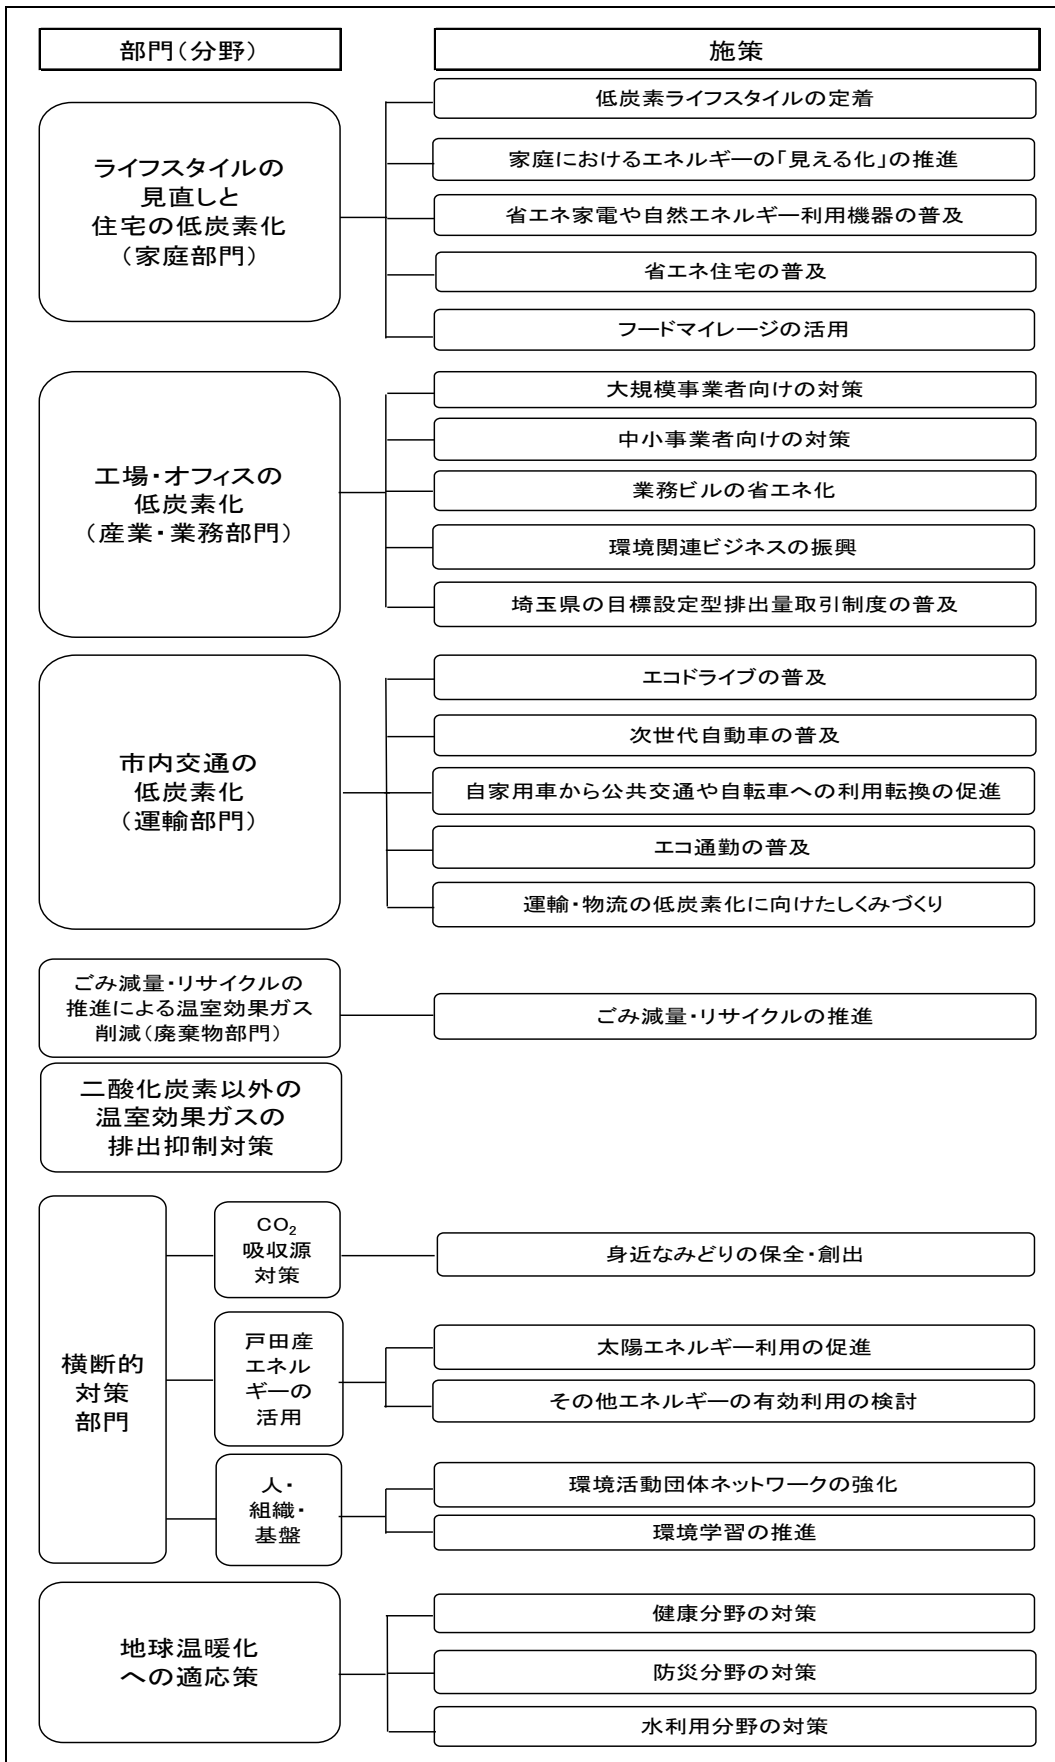 部門(分野)
施策
ライフスタイルの
見直しと
住宅の低炭素化
(家庭部門)
低炭素ライフスタイルの定着
家庭におけるエネルギーの「見える化」の推進
省エネ家電や自然エネルギー利用機器の普及
省エネ住宅の普及
フードマイレージの活用
工場・オフィスの
低炭素化
(産業・業務部門)
大規模事業者向けの対策
中小事業者向けの対策
業務ビルの省エネ化
環境関連ビジネスの振興
埼玉県の目標設定型排出量取引制度の普及
市内交通の
低炭素化
(運輸部門)
エコドライブの普及
次世代自動車の普及
自家用車から公共交通や自転車への利用転換の促進
エコ通勤の普及
運輸・物流の低炭素化に向けたしくみづくり
ごみ減量・リサイクルの
推進による温室効果ガス
削減(廃棄物部門)
ごみ減量・リサイクルの推進
二酸化炭素以外の
温室効果ガスの
排出抑制対策
横断的
対策
部門
CO₂
吸収源
対策
身近なみどりの保全・創出
戸田産
エネル
ギーの
活用
太陽エネルギー利用の促進
その他エネルギーの有効利用の検討
人・
組織・
基盤
環境活動団体ネットワークの強化
環境学習の推進
地球温暖化
への適応策
健康分野の対策
防災分野の対策
水利用分野の対策